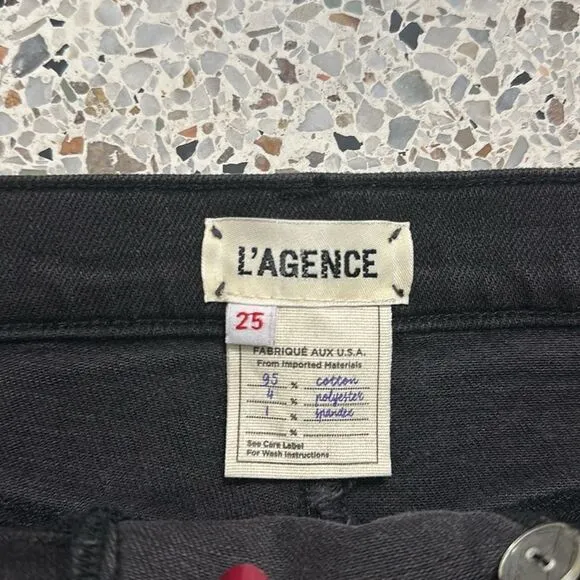 L'AGENCE
25
FABRIQUÉ AUX U.S.A.
From Imported Materials
95 % cotton
4 % polyester
1 % spandex
%
See Care Label
For Wash Instructions